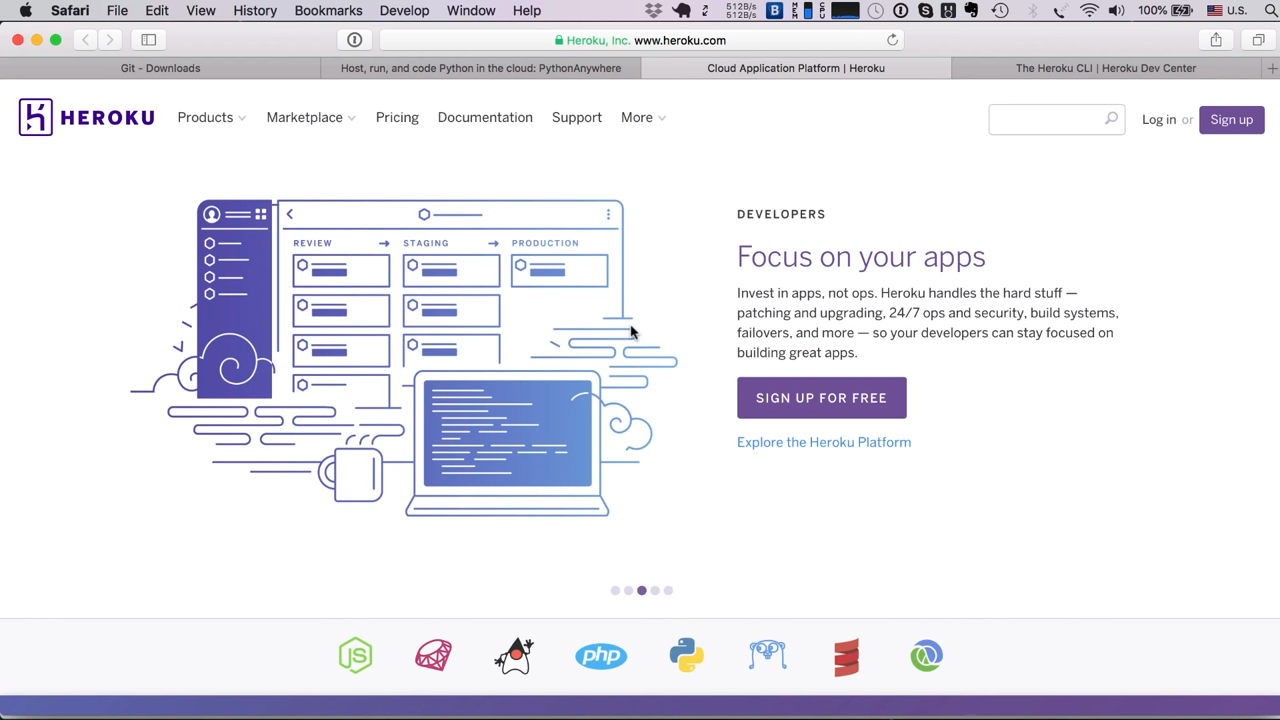 Safari File Edit View History Bookmarks Develop Window Help 512B/s 512B/s 100% U.S.
Heroku, Inc. www.heroku.com
Git - Downloads
Host, run, and code Python in the cloud: PythonAnywhere
Cloud Application Platform | Heroku
The Heroku CLI | Heroku Dev Center
HEROKU Products Marketplace Pricing Documentation Support More Log in or Sign up
REVIEW STAGING PRODUCTION
DEVELOPERS
Focus on your apps
Invest in apps, not ops. Heroku handles the hard stuff —
patching and upgrading, 24/7 ops and security, build systems,
failovers, and more — so your developers can stay focused on
building great apps.
SIGN UP FOR FREE
Explore the Heroku Platform
JS php